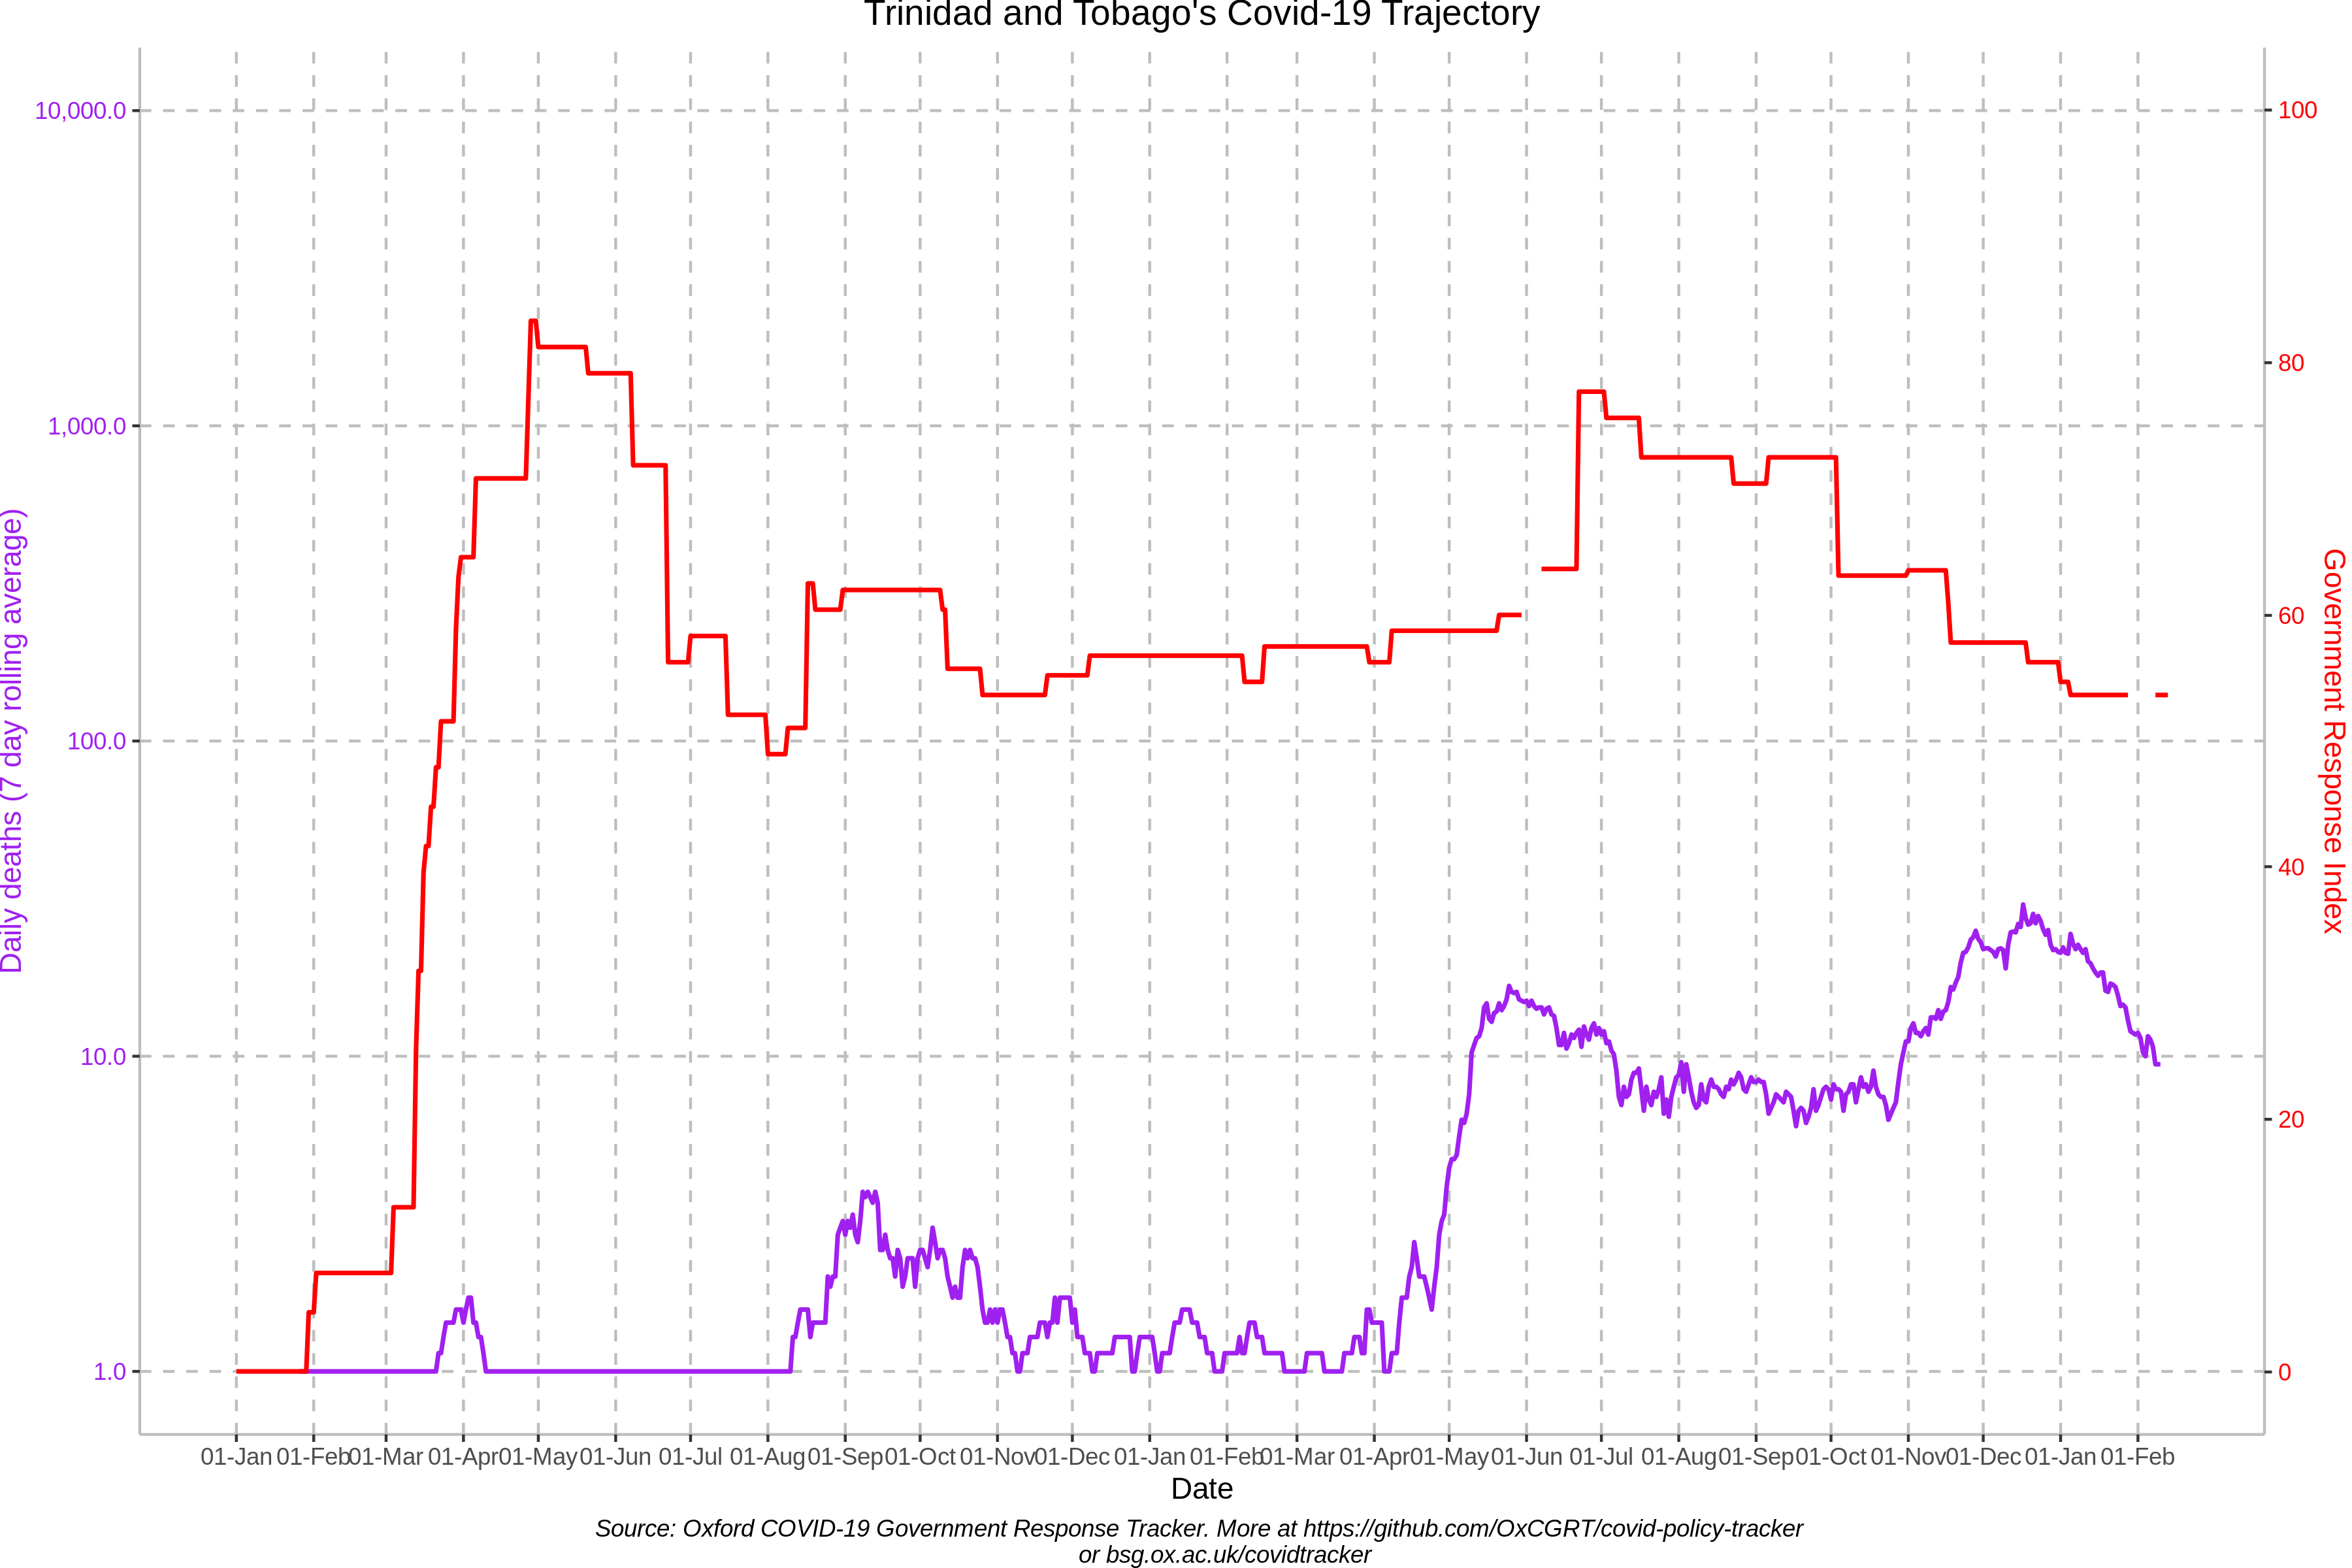 Trinidad and Tobago's Covid-19 Trajectory
10,000.0
1,000.0
100.0
10.0
1.0
Daily deaths (7 day rolling average)
100
80
60
40
20
0
Government Response Index
01-Jan 01-Feb 01-Mar 01-Apr 01-May 01-Jun 01-Jul 01-Aug 01-Sep 01-Oct 01-Nov 01-Dec 01-Jan 01-Feb 01-Mar 01-Apr 01-May 01-Jun 01-Jul 01-Aug 01-Sep 01-Oct 01-Nov 01-Dec 01-Jan 01-Feb
Date
Source: Oxford COVID-19 Government Response Tracker. More at https://github.com/OxCGRT/covid-policy-tracker
or bsg.ox.ac.uk/covidtracker